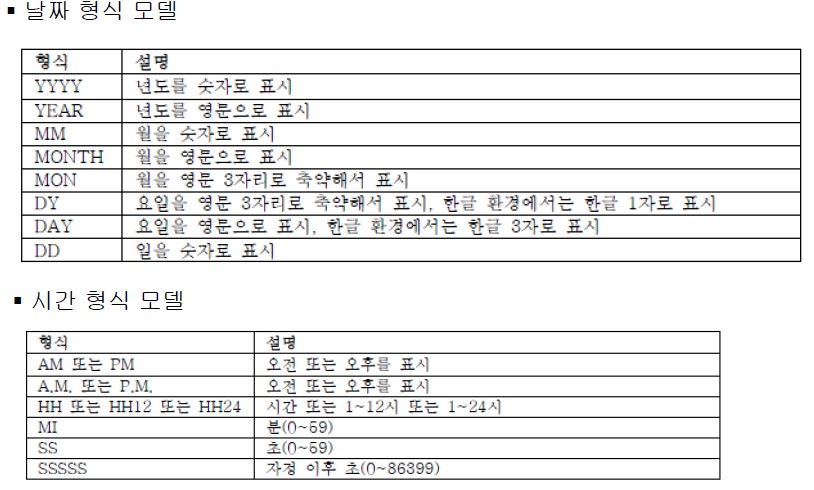 ▪ 날짜 형식 모델
형식 설명
YYYY 년도를 숫자로 표시
YEAR 년도를 영문으로 표시
MM 월을 숫자로 표시
MONTH 월을 영문으로 표시
MON 월을 영문 3자리로 축약해서 표시
DY 요일을 영문 3자리로 축약해서 표시, 한글 환경에서는 한글 1자로 표시
DAY 요일을 영문으로 표시, 한글 환경에서는 한글 3자로 표시
DD 일을 숫자로 표시
▪ 시간 형식 모델
형식 설명
AM 또는 PM 오전 또는 오후를 표시
A.M. 또는 P.M. 오전 또는 오후를 표시
HH 또는 HH12 또는 HH24 시간 또는 1~12시 또는 1~24시
MI 분(0~59)
SS 초(0~59)
SSSSS 자정 이후 초(0~86399)